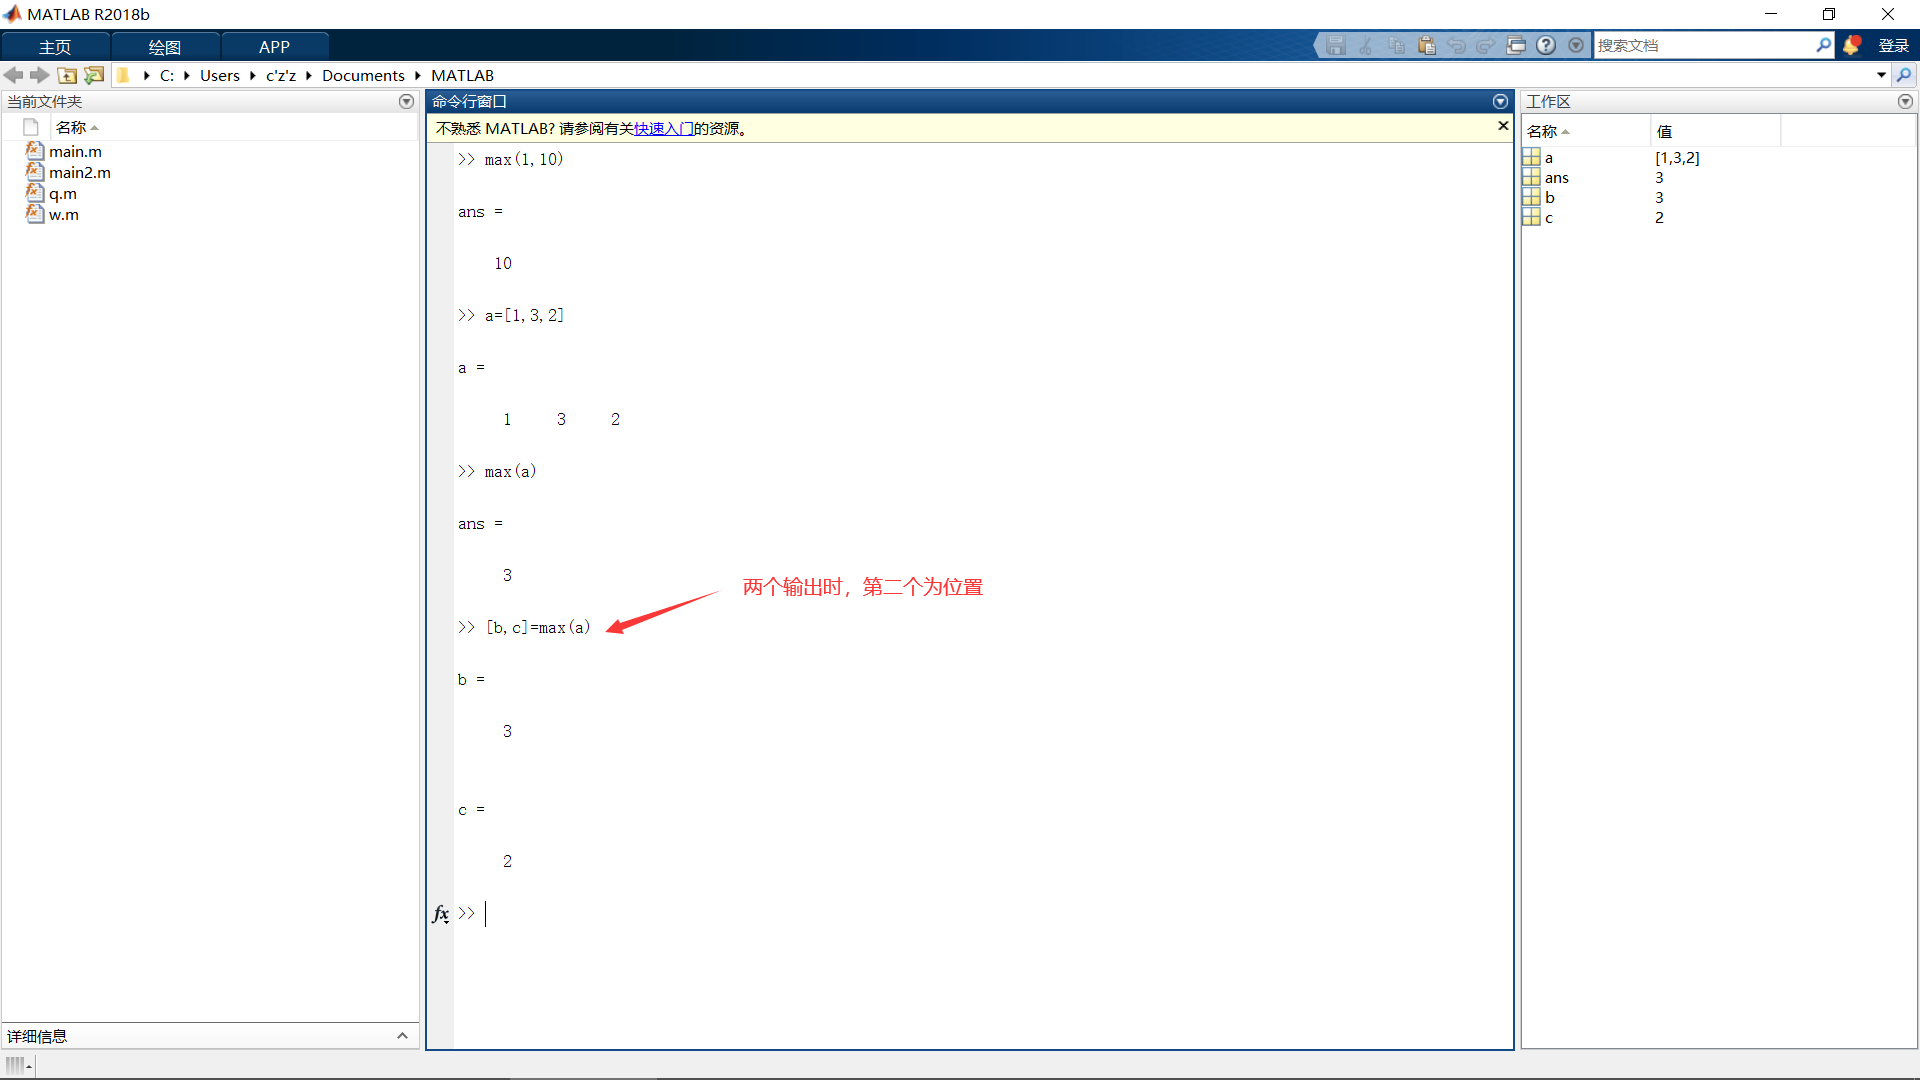 MATLAB R2018b
主页 绘图 APP 搜索文档 登录
C: Users c'z'z Documents MATLAB
当前文件夹
名称
main.m
main2.m
q.m
w.m
详细信息
命令行窗口
不熟悉 MATLAB? 请参阅有关快速入门的资源。
>> max(1,10)
ans =
10
>> a=[1,3,2]
a =
1 3 2
>> max(a)
ans =
3
两个输出时，第二个为位置
>> [b,c]=max(a)
b =
3
c =
2
fx >>
工作区
名称 值
a [1,3,2]
ans 3
b 3
c 2